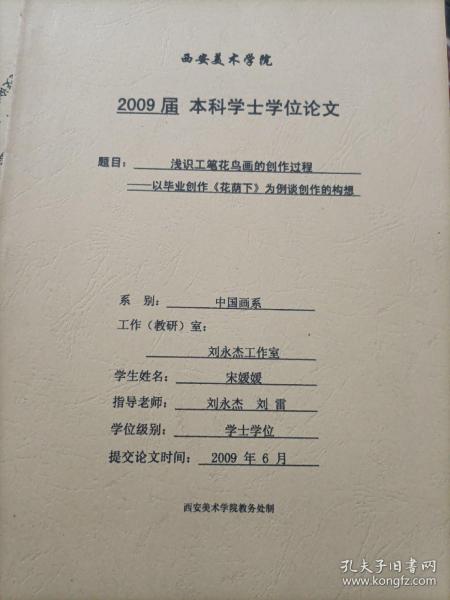 西安美术学院
2009届 本科学士学位论文
题目：浅识工笔花鸟画的创作过程
——以毕业创作《花荫下》为例谈创作的构想
系 别：中国画系
工作（教研）室：
刘永杰工作室
学生姓名：宋媛媛
指导老师：刘永杰 刘 雷
学位级别：学士学位
提交论文时间：2009 年 6 月
西安美术学院教务处制
孔夫子旧书网
www.kongfz.com